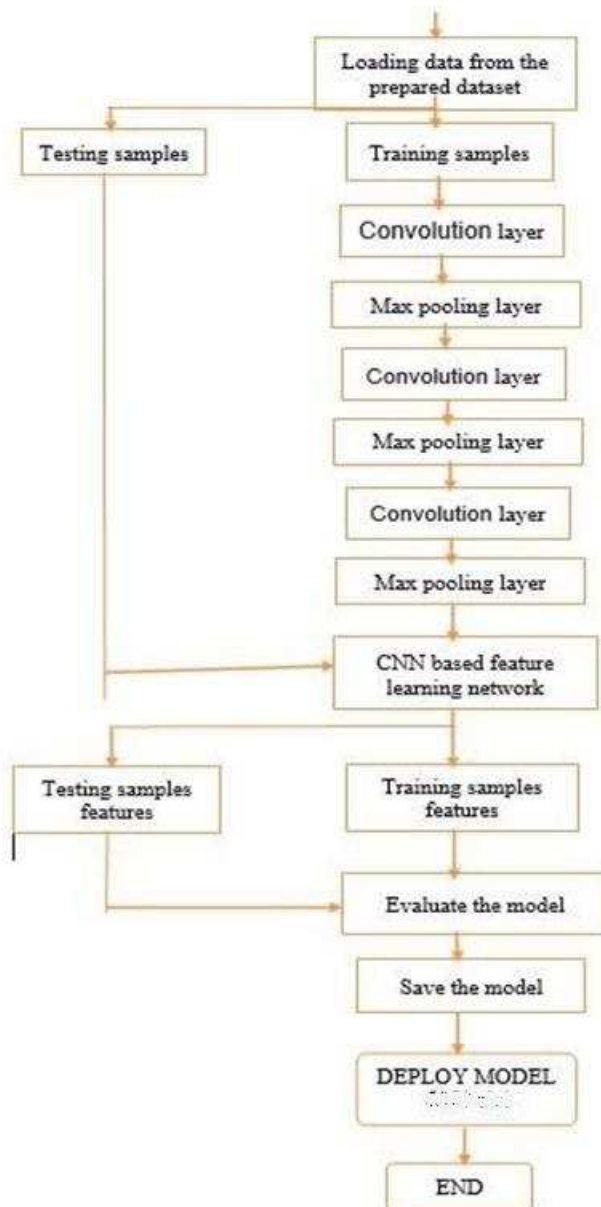 Loading data from the
prepared dataset
Testing samples
Training samples
Convolution layer
Max pooling layer
Convolution layer
Max pooling layer
Convolution layer
Max pooling layer
CNN based feature
learning network
Testing samples
features
Training samples
features
Evaluate the model
Save the model
DEPLOY MODEL
END